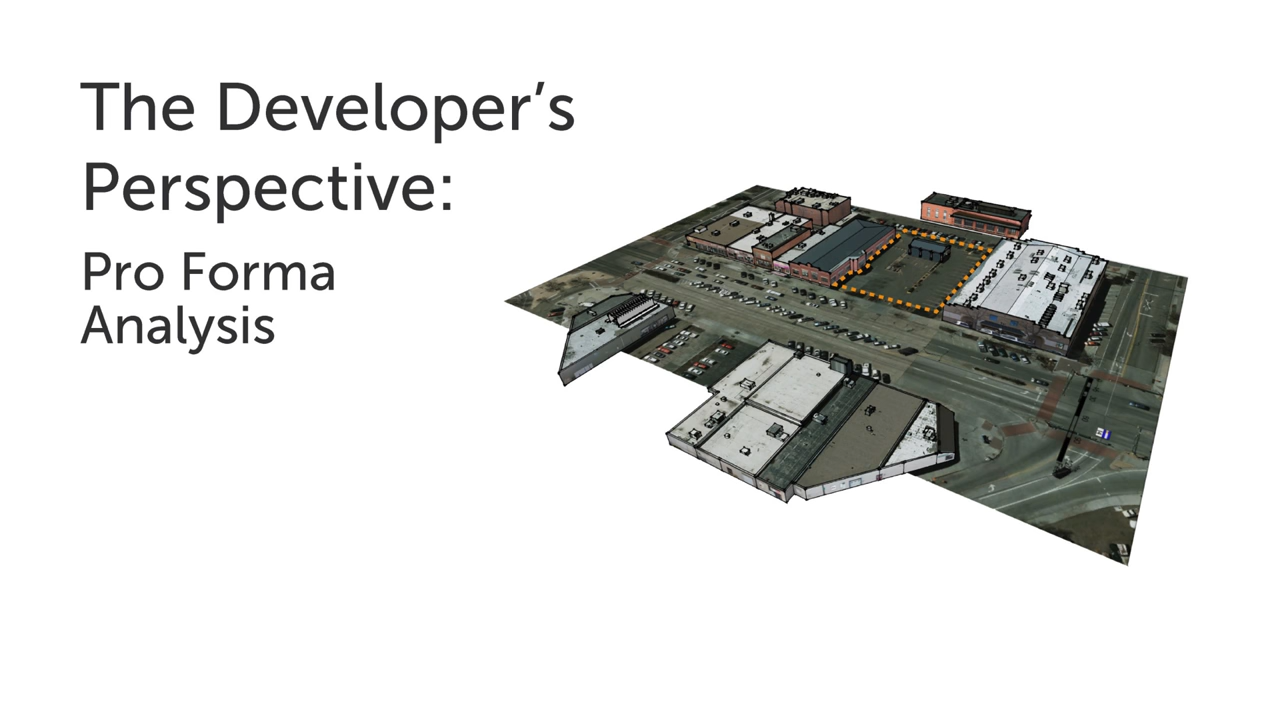 The Developer’s
Perspective:
Pro Forma
Analysis